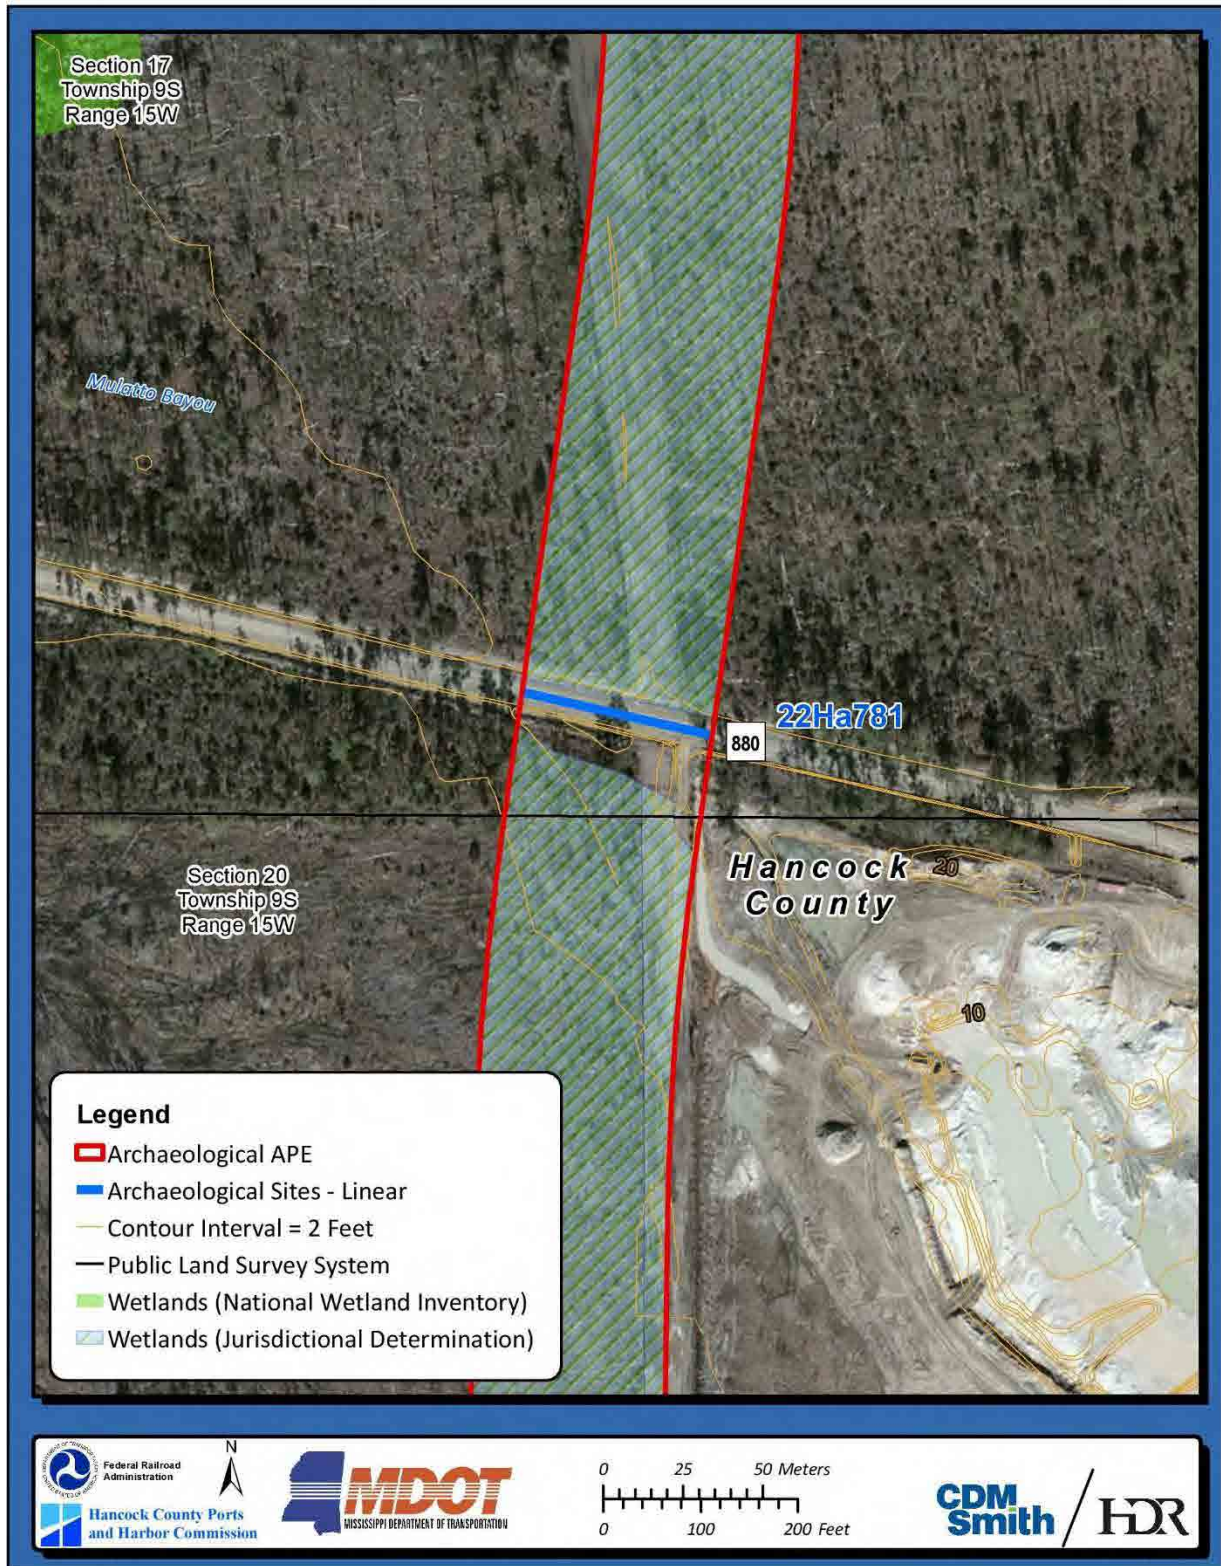 Section 17
Township 9S
Range 15W
Mulatto Bayou
22Ha781
880
Section 20
Township 9S
Range 15W
Hancock
County
20
10
Legend
Archaeological APE
Archaeological Sites - Linear
Contour Interval = 2 Feet
Public Land Survey System
Wetlands (National Wetland Inventory)
Wetlands (Jurisdictional Determination)
Federal Railroad
Administration
N
Hancock County Ports
and Harbor Commission
MDOT
MISSISSIPPI DEPARTMENT OF TRANSPORTATION
0 25 50 Meters
0 100 200 Feet
CDM
Smith
HDR